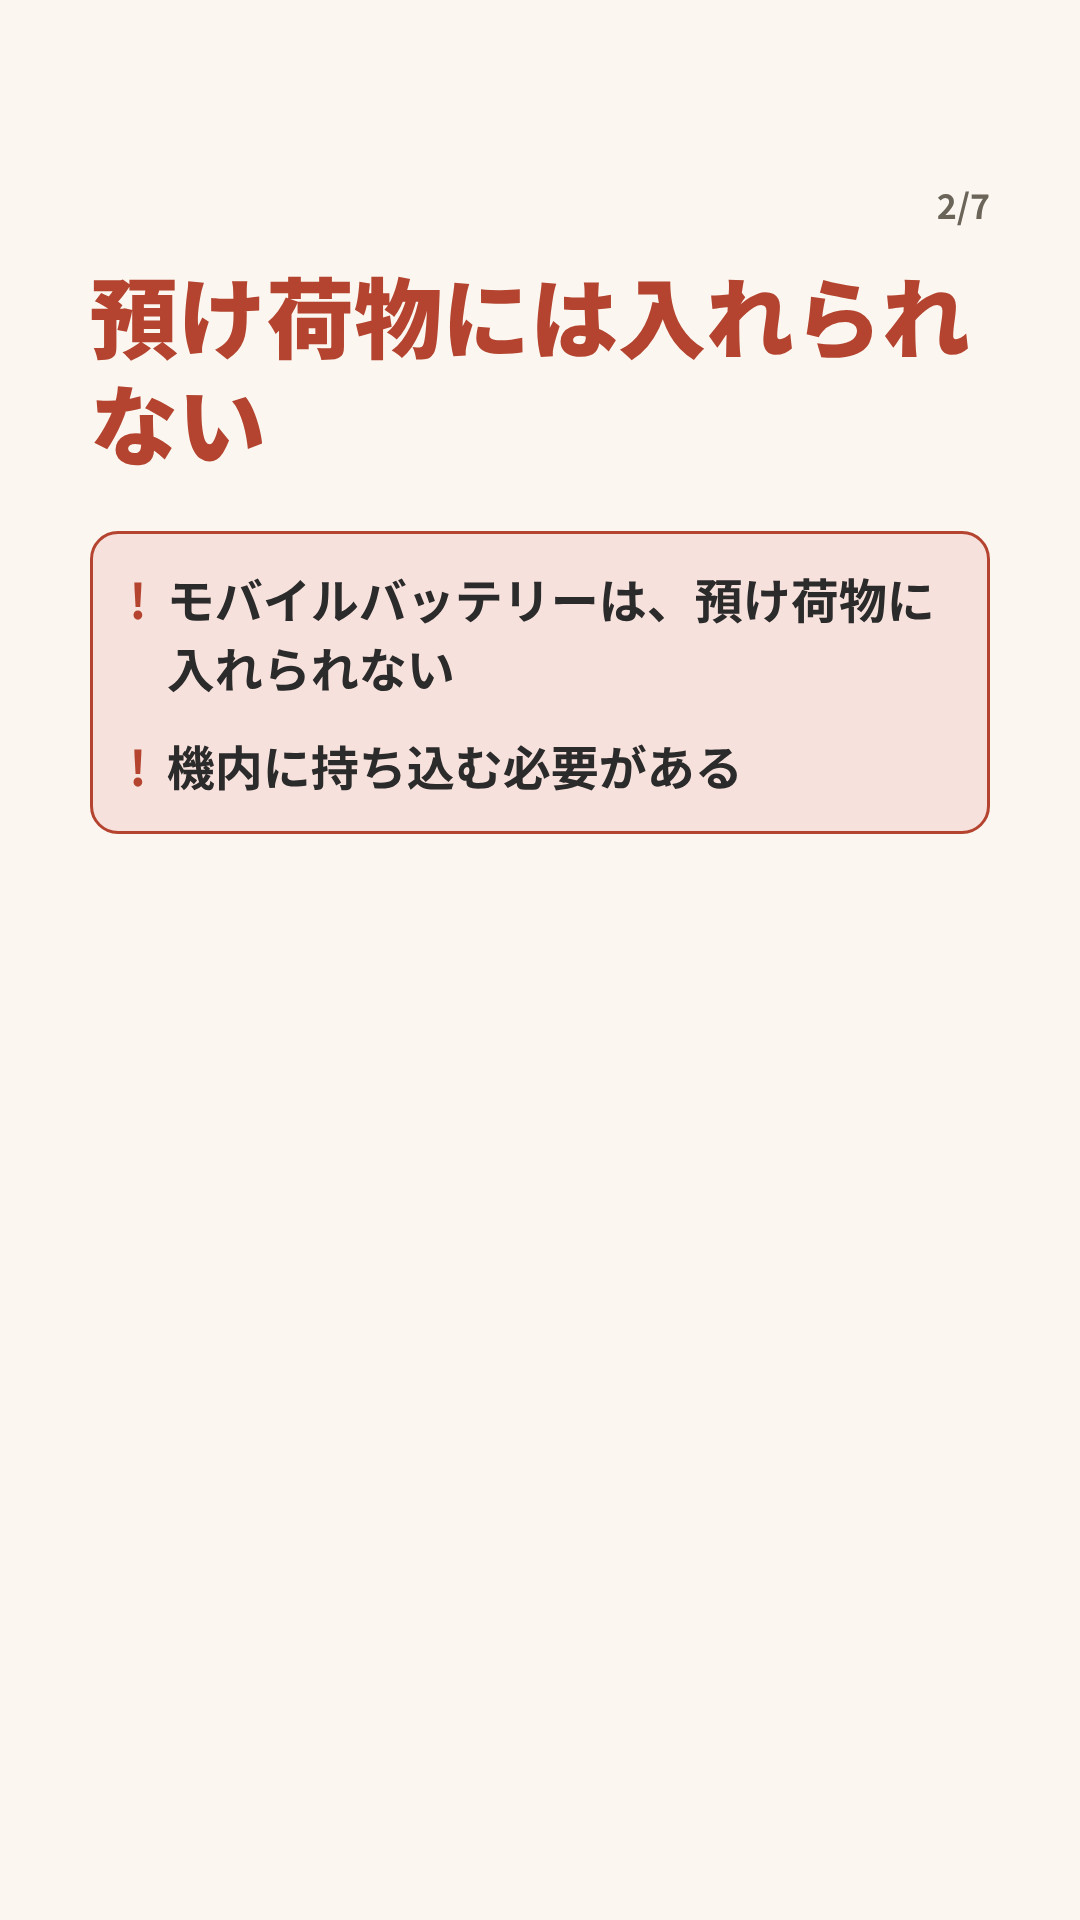 2/7
預け荷物には入れられ
ない
！モバイルバッテリーは、預け荷物に
入れられない
！機内に持ち込む必要がある